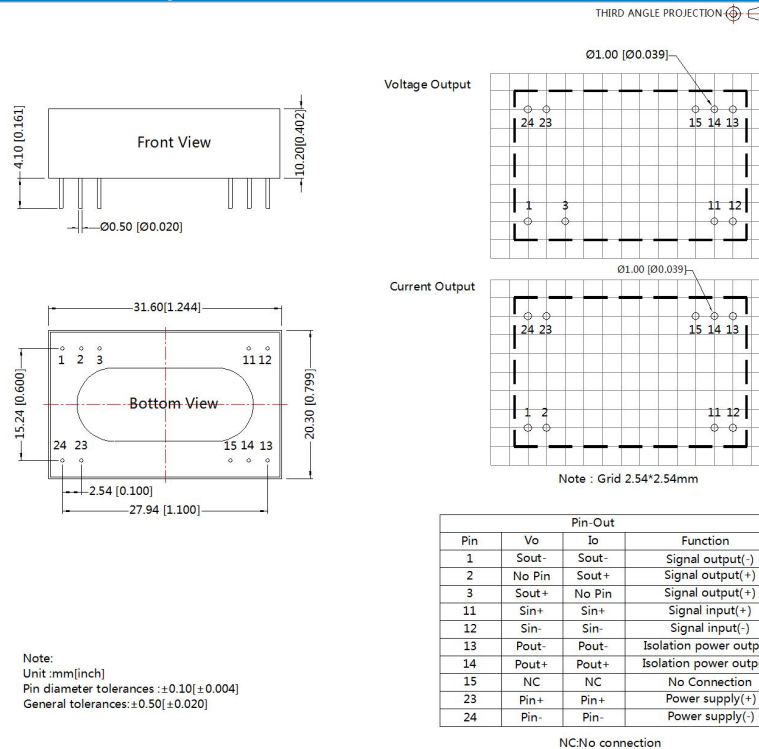 THIRD ANGLE PROJECTION
Ø1.00 [Ø0.039]
Voltage Output
4.10 [0.161]
Front View
10.20[0.402]
24 23
15 14 13
1
3
11 12
Ø0.50 [Ø0.020]
Ø1.00 [Ø0.039]
Current Output
31.60[1.244]
24 23
15 14 13
1 2 3
11 12
15.24 [0.600]
Bottom View
20.30 [0.799]
1 2
11 12
24 23
15 14 13
2.54 [0.100]
27.94 [1.100]
Note : Grid 2.54*2.54mm
Pin-Out
Pin Vo Io Function
1 Sout- Sout- Signal output(-)
2 No Pin Sout+ Signal output(+)
3 Sout+ No Pin Signal output(+)
11 Sin+ Sin+ Signal input(+)
12 Sin- Sin- Signal input(-)
13 Pout- Pout- Isolation power outp
14 Pout+ Pout+ Isolation power outp
15 NC NC No Connection
23 Pin+ Pin+ Power supply(+)
24 Pin- Pin- Power supply(-)
NC:No connection
Note:
Unit :mm[inch]
Pin diameter tolerances :±0.10[±0.004]
General tolerances:±0.50[±0.020]